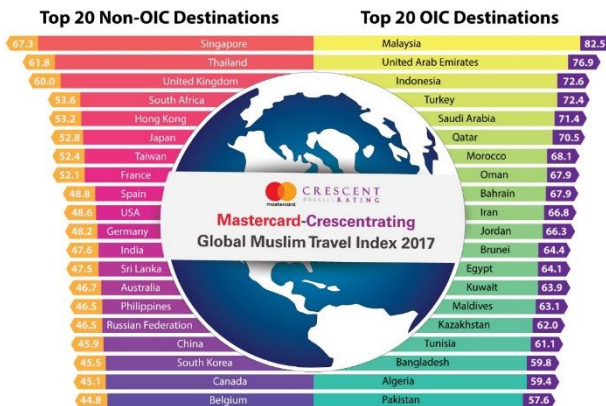 Top 20 Non-OIC Destinations
67.3 Singapore
61.8 Thailand
60.0 United Kingdom
53.6 South Africa
53.2 Hong Kong
52.8 Japan
52.4 Taiwan
52.1 France
48.8 Spain
48.6 USA
48.2 Germany
47.6 India
47.5 Sri Lanka
46.7 Australia
46.5 Philippines
46.5 Russian Federation
45.9 China
45.5 South Korea
45.1 Canada
44.8 Belgium
mastercard
CRESCENT
RATING
Mastercard-Crescentrating
Global Muslim Travel Index 2017
Top 20 OIC Destinations
Malaysia 82.5
United Arab Emirates 76.9
Indonesia 72.6
Turkey 72.4
Saudi Arabia 71.4
Qatar 70.5
Morocco 68.1
Oman 67.9
Bahrain 67.9
Iran 66.8
Jordan 66.3
Brunei 64.4
Egypt 64.1
Kuwait 63.9
Maldives 63.1
Kazakhstan 62.0
Tunisia 61.1
Bangladesh 59.8
Algeria 59.4
Pakistan 57.6